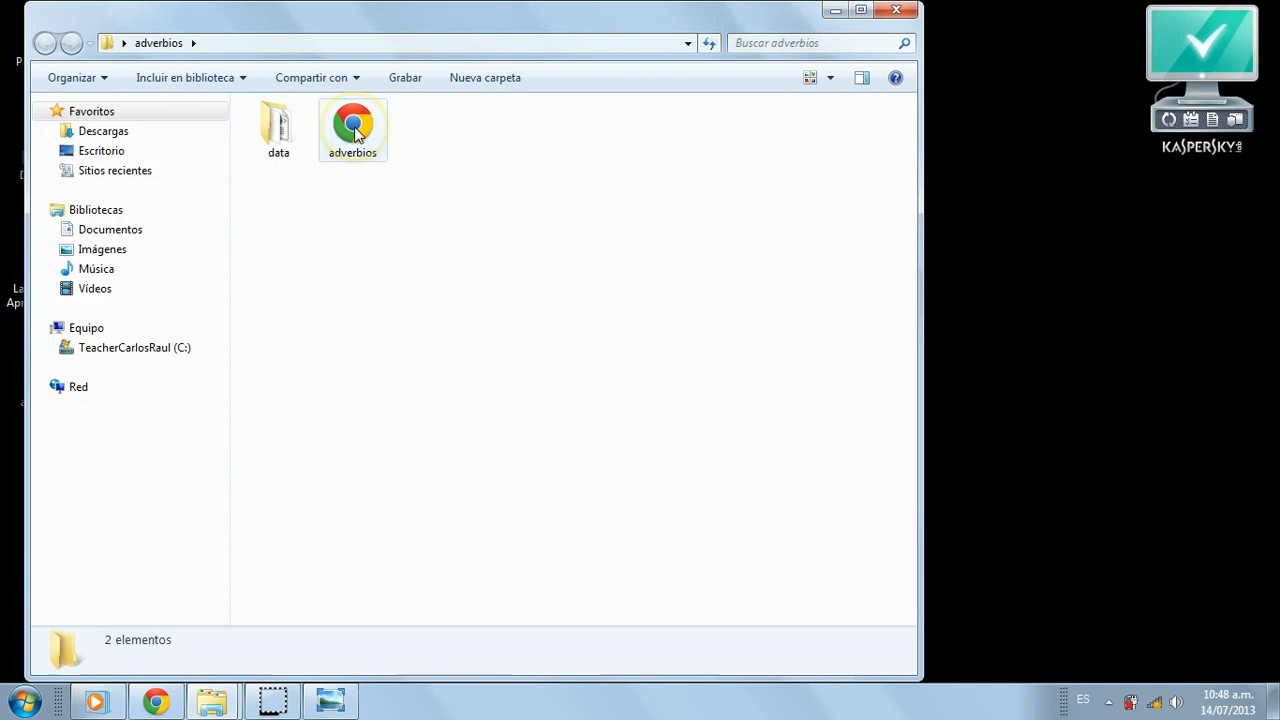 adverbios
Buscar adverbios
Organizar
Incluir en biblioteca
Compartir con
Grabar
Nueva carpeta
Favoritos
Descargas
Escritorio
Sitios recientes
Bibliotecas
Documentos
Imágenes
Música
Vídeos
Equipo
TeacherCarlosRaul (C:)
Red
data
adverbios
2 elementos
KASPERSKY
ES
10:48 a.m.
14/07/2013